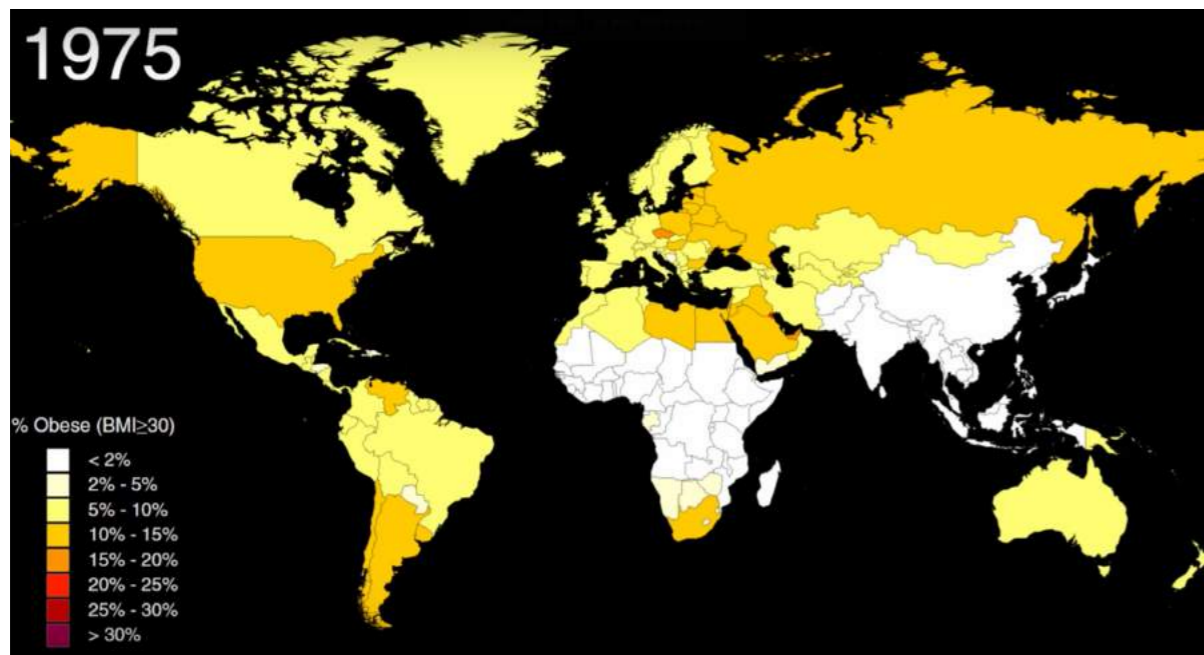 1975
% Obese (BMI≥30)
< 2%
2% - 5%
5% - 10%
10% - 15%
15% - 20%
20% - 25%
25% - 30%
> 30%